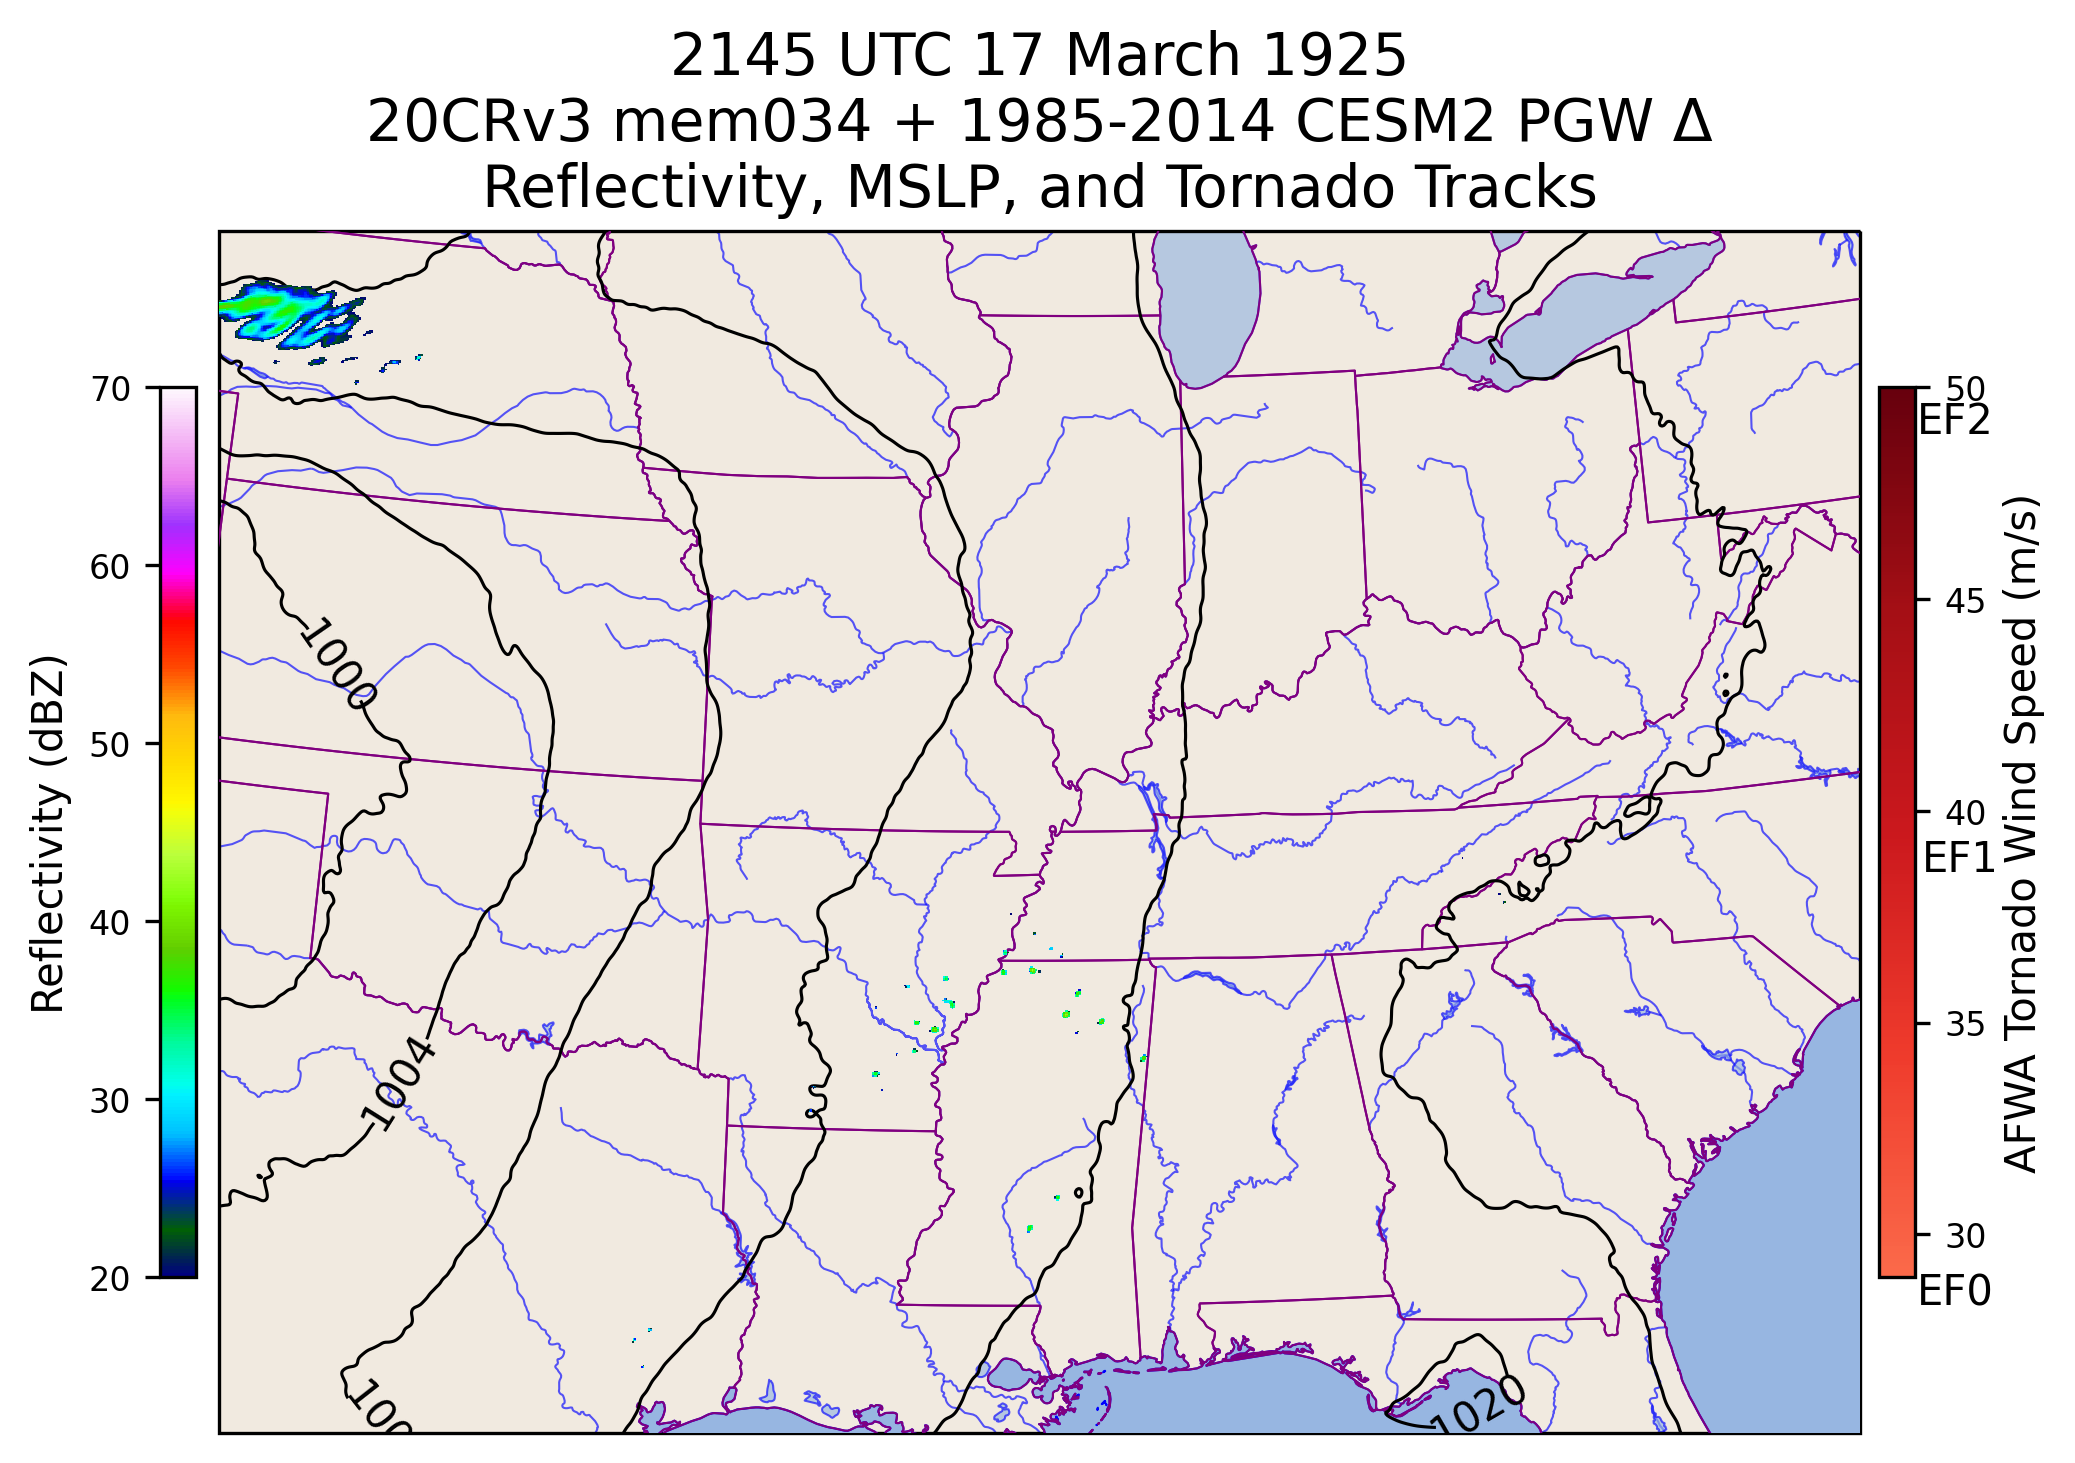 2145 UTC 17 March 1925
20CRv3 mem034 + 1985-2014 CESM2 PGW Δ
Reflectivity, MSLP, and Tornado Tracks
Reflectivity (dBZ)
70
60
50
40
30
20
1000
1004
100
1020
50
EF2
45
40
EF1
35
30
EF0
AFWA Tornado Wind Speed (m/s)